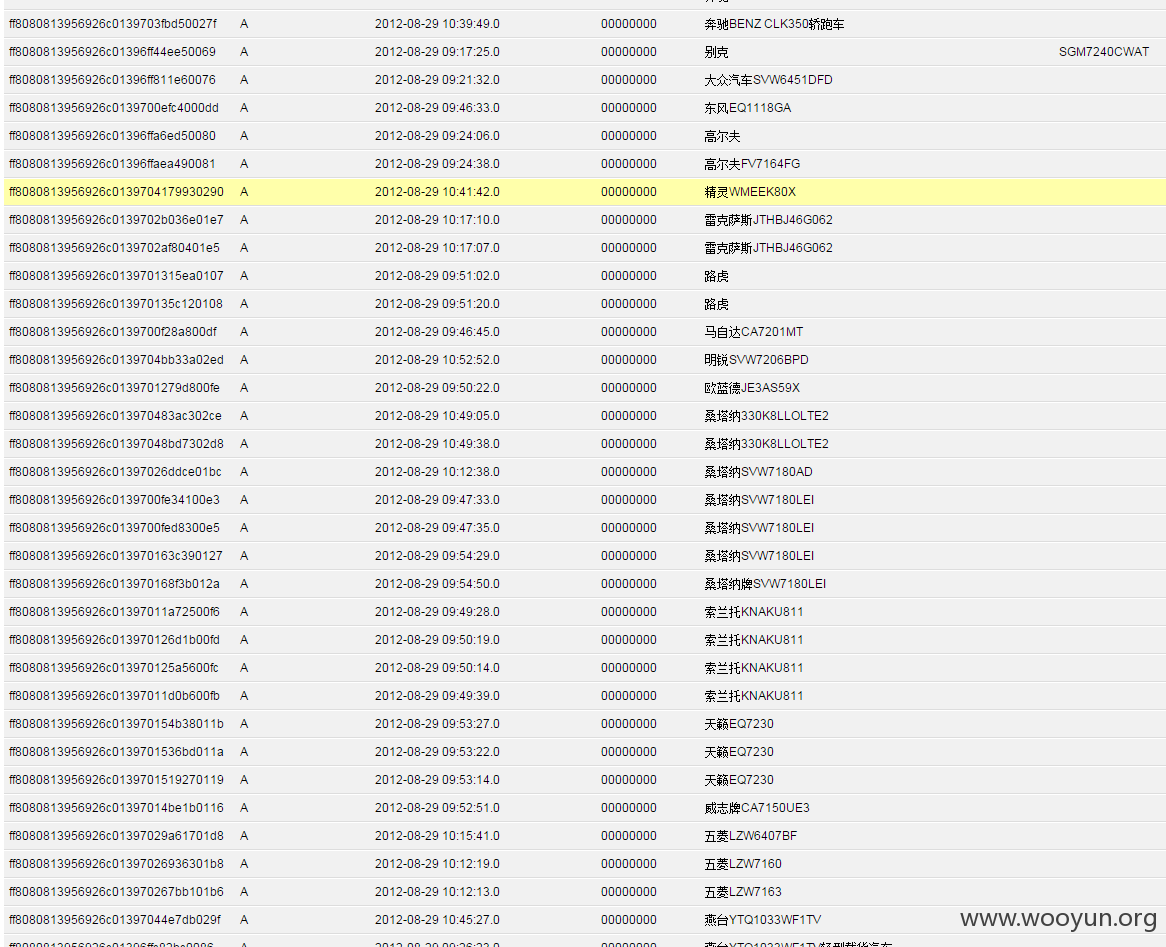 ff8080813956926c0139703fbd50027f A 2012-08-29 10:39:49.0 00000000 奔驰BENZ CLK350轿跑车
ff8080813956926c01396ff44ee50069 A 2012-08-29 09:17:25.0 00000000 别克 SGM7240CWAT
ff8080813956926c01396ff811e60076 A 2012-08-29 09:21:32.0 00000000 大众汽车SVW6451DFD
ff8080813956926c0139700efc4000dd A 2012-08-29 09:46:33.0 00000000 东风EQ1118GA
ff8080813956926c01396ffa6ed50080 A 2012-08-29 09:24:06.0 00000000 高尔夫
ff8080813956926c01396ffaea490081 A 2012-08-29 09:24:38.0 00000000 高尔夫FV7164FG
ff8080813956926c0139704179930290 A 2012-08-29 10:41:42.0 00000000 精灵WMEEK80X
ff8080813956926c0139702b036e01e7 A 2012-08-29 10:17:10.0 00000000 雷克萨斯JTHBJ46G062
ff8080813956926c0139702af80401e5 A 2012-08-29 10:17:07.0 00000000 雷克萨斯JTHBJ46G062
ff8080813956926c0139701315ea0107 A 2012-08-29 09:51:02.0 00000000 路虎
ff8080813956926c013970135c120108 A 2012-08-29 09:51:20.0 00000000 路虎
ff8080813956926c0139700f28a800df A 2012-08-29 09:46:45.0 00000000 马自达CA7201MT
ff8080813956926c0139704bb33a02ed A 2012-08-29 10:52:52.0 00000000 明锐SVW7206BPD
ff8080813956926c0139701279d800fe A 2012-08-29 09:50:22.0 00000000 欧蓝德JE3AS59X
ff8080813956926c013970483ac302ce A 2012-08-29 10:49:05.0 00000000 桑塔纳330K8LLOLTE2
ff8080813956926c01397048bd7302d8 A 2012-08-29 10:49:38.0 00000000 桑塔纳330K8LLOLTE2
ff8080813956926c01397026ddce01bc A 2012-08-29 10:12:38.0 00000000 桑塔纳SVW7180AD
ff8080813956926c0139700fe34100e3 A 2012-08-29 09:47:33.0 00000000 桑塔纳SVW7180LEI
ff8080813956926c0139700fed8300e5 A 2012-08-29 09:47:35.0 00000000 桑塔纳SVW7180LEI
ff8080813956926c013970163c390127 A 2012-08-29 09:54:29.0 00000000 桑塔纳SVW7180LEI
ff8080813956926c013970168f3b012a A 2012-08-29 09:54:50.0 00000000 桑塔纳牌SVW7180LEI
ff8080813956926c01397011a72500f6 A 2012-08-29 09:49:28.0 00000000 索兰托KNAKU811
ff8080813956926c013970126d1b00fd A 2012-08-29 09:50:19.0 00000000 索兰托KNAKU811
ff8080813956926c013970125a5600fc A 2012-08-29 09:50:14.0 00000000 索兰托KNAKU811
ff8080813956926c01397011d0b600fb A 2012-08-29 09:49:39.0 00000000 索兰托KNAKU811
ff8080813956926c013970154b38011b A 2012-08-29 09:53:27.0 00000000 天籁EQ7230
ff8080813956926c0139701536bd011a A 2012-08-29 09:53:22.0 00000000 天籁EQ7230
ff8080813956926c0139701519270119 A 2012-08-29 09:53:14.0 00000000 天籁EQ7230
ff8080813956926c01397014be1b0116 A 2012-08-29 09:52:51.0 00000000 威志牌CA7150UE3
ff8080813956926c01397029a61701d8 A 2012-08-29 10:15:41.0 00000000 五菱LZW6407BF
ff8080813956926c01397026936301b8 A 2012-08-29 10:12:19.0 00000000 五菱LZW7160
ff8080813956926c013970267bb101b6 A 2012-08-29 10:12:13.0 00000000 五菱LZW7163
ff8080813956926c01397044e7db029f A 2012-08-29 10:45:27.0 00000000 燕台YTQ1033WF1TV
www.wooyun.org